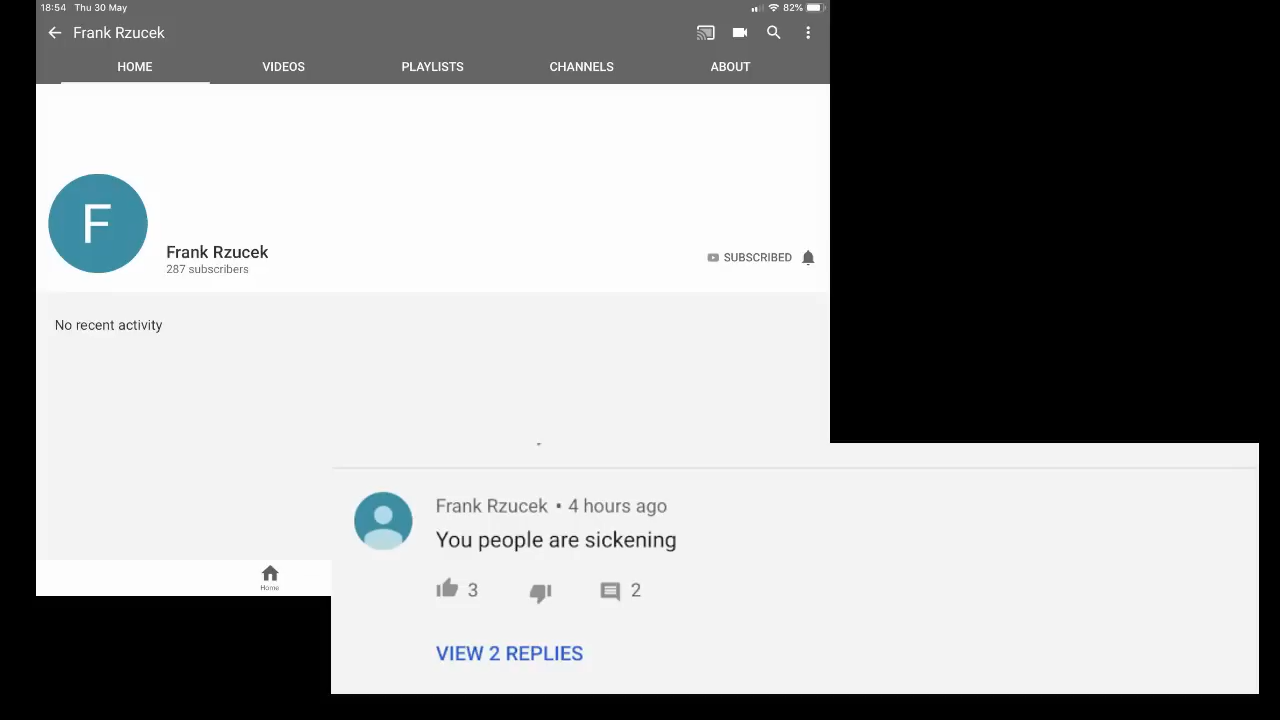 18:54 Thu 30 May
82%
Frank Rzucek
HOME VIDEOS PLAYLISTS CHANNELS ABOUT
F
Frank Rzucek
287 subscribers
SUBSCRIBED
No recent activity
Home
Frank Rzucek • 4 hours ago
You people are sickening
3
2
VIEW 2 REPLIES